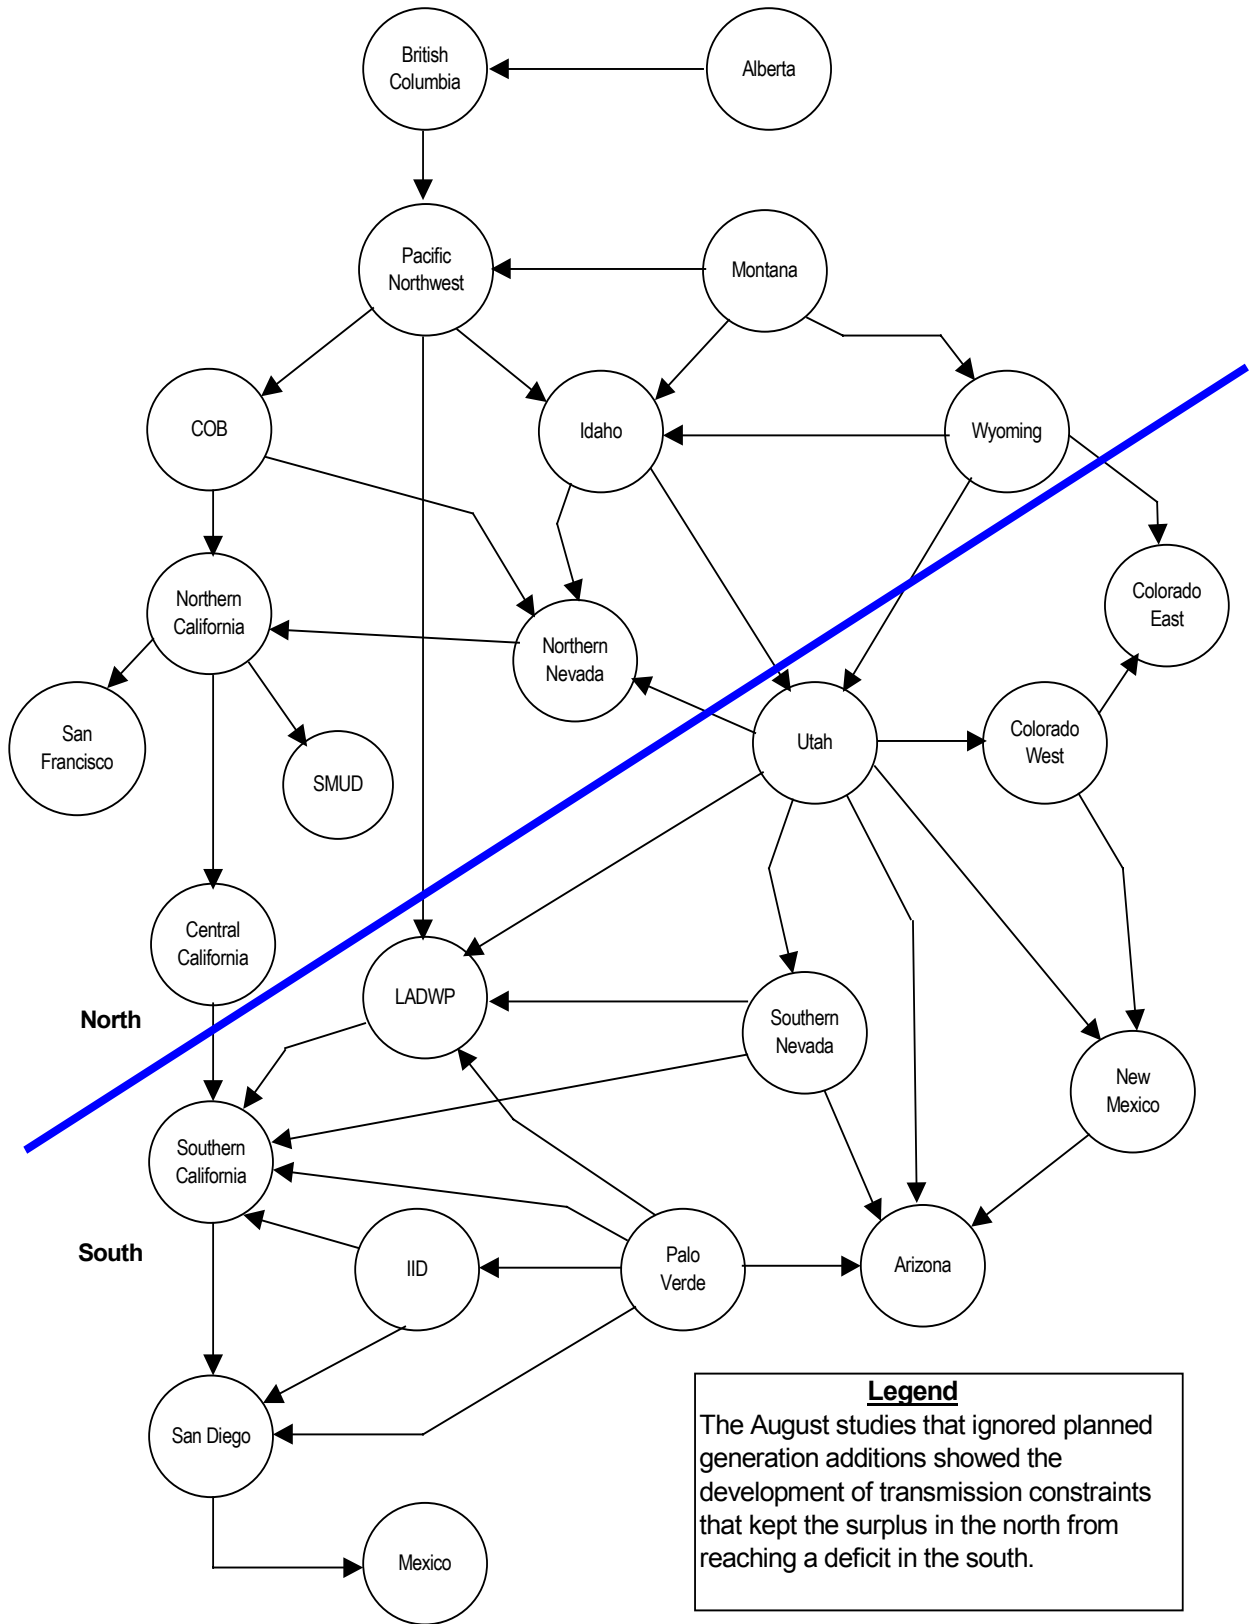 British
Columbia
Alberta
Pacific
Northwest
Montana
COB
Idaho
Wyoming
Northern
California
Northern
Nevada
Colorado
East
San
Francisco
SMUD
Utah
Colorado
West
Central
California
North
LADWP
Southern
Nevada
New
Mexico
Southern
California
South
IID
Palo
Verde
Arizona
San Diego
Mexico
Legend
The August studies that ignored planned
generation additions showed the
development of transmission constraints
that kept the surplus in the north from
reaching a deficit in the south.